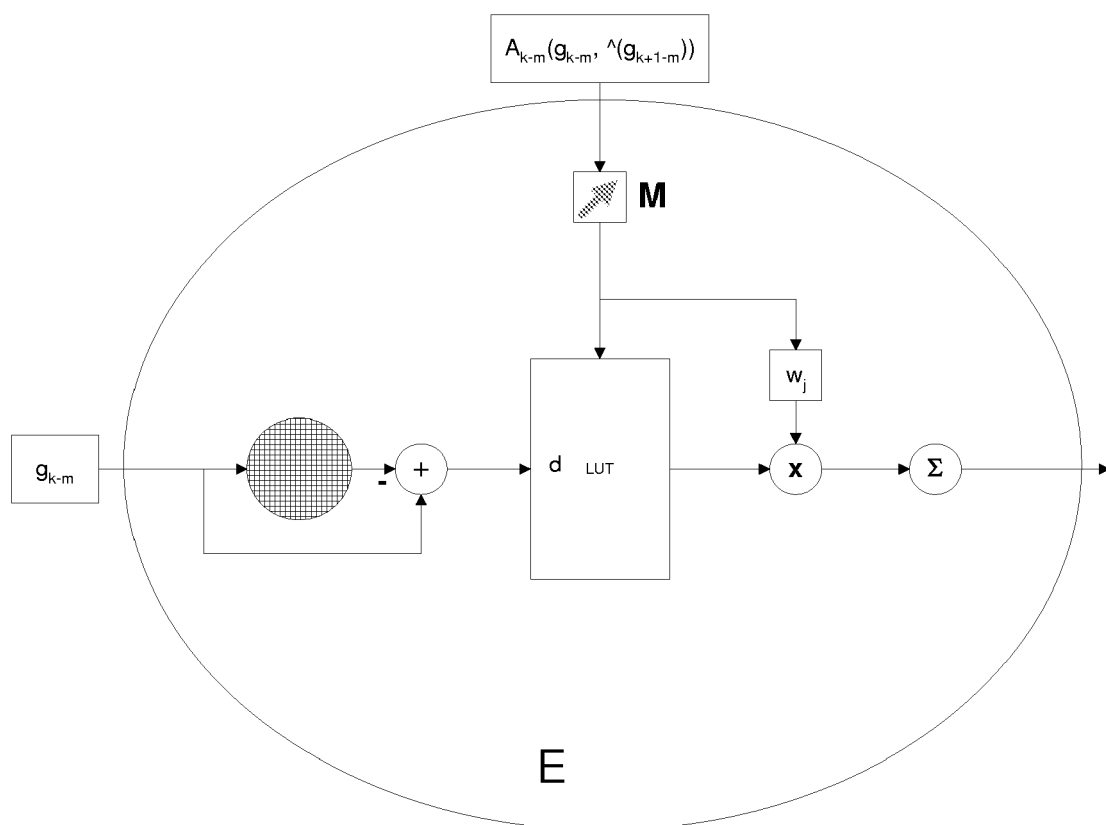 A_{k-m}(g_{k-m}, ^(g_{k+1-m}))
M
w_j
g_{k-m}
-
+
d LUT
x
Σ
E